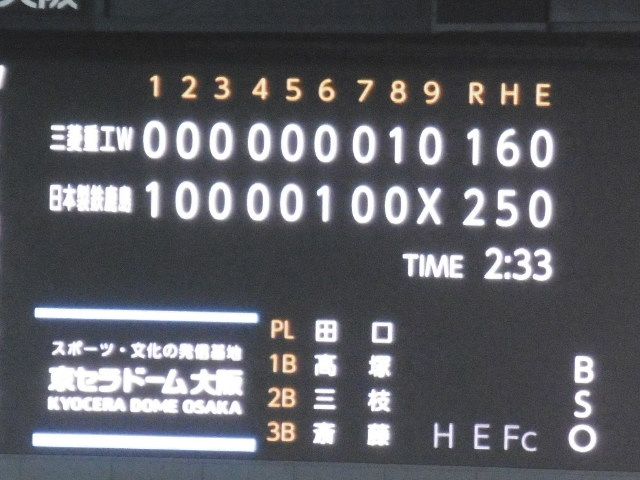 大阪
1 2 3 4 5 6 7 8 9 R H E
三菱重工W 0 0 0 0 0 0 0 1 0 1 6 0
日本製鉄鹿島 1 0 0 0 0 1 0 0 X 2 5 0
TIME 2:33
PL 田 口
スポーツ・文化の発信基地
1B 高 塚
京セラドーム大阪
KYOCERA DOME OSAKA
2B 三 枝
3B 斎 藤
H E Fc
B
S
O